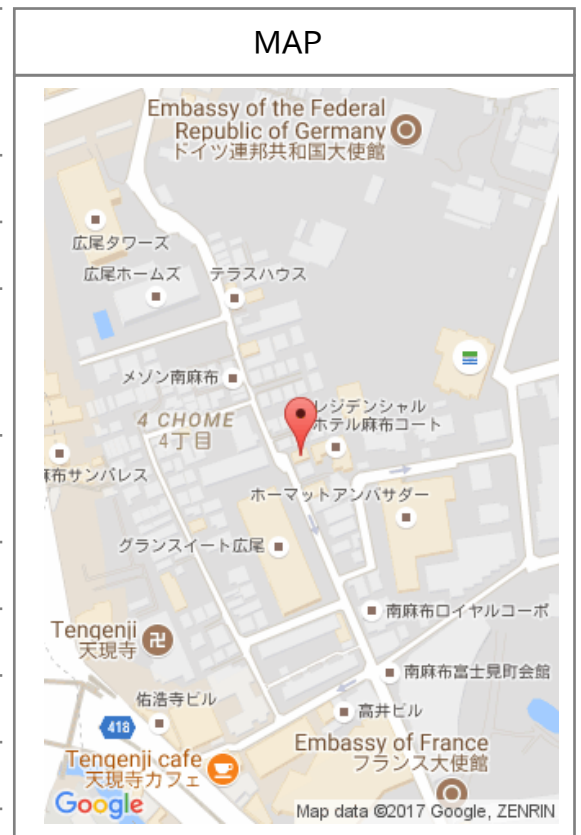 MAP
Embassy of the Federal
Republic of Germany
ドイツ連邦共和国大使館
広尾タワーズ
広尾ホームズ
テラスハウス
メゾン南麻布
4 CHOME
4丁目
レジデンシャル
ホテル麻布コート
麻布サンパレス
ホーマットアンバサダー
グランスイート広尾
南麻布ロイヤルコーポ
Tengenji
天現寺
卍
南麻布富士見町会館
佑浩寺ビル
高井ビル
418
Embassy of France
フランス大使館
Tengenji cafe
天現寺カフェ
Google
Map data ©2017 Google, ZENRIN